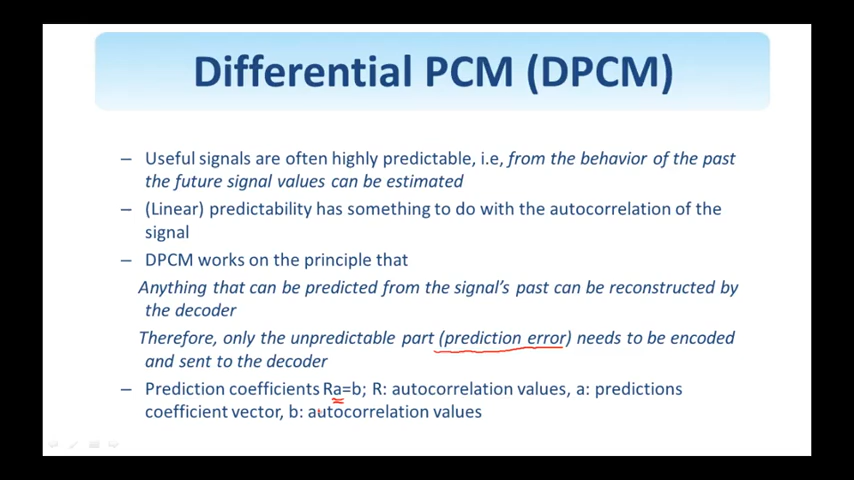 Differential PCM (DPCM)
– Useful signals are often highly predictable, i.e, from the behavior of the past
the future signal values can be estimated
– (Linear) predictability has something to do with the autocorrelation of the
signal
– DPCM works on the principle that
Anything that can be predicted from the signal's past can be reconstructed by
the decoder
Therefore, only the unpredictable part (prediction error) needs to be encoded
and sent to the decoder
– Prediction coefficients Ra=b; R: autocorrelation values, a: predictions
coefficient vector, b: autocorrelation values